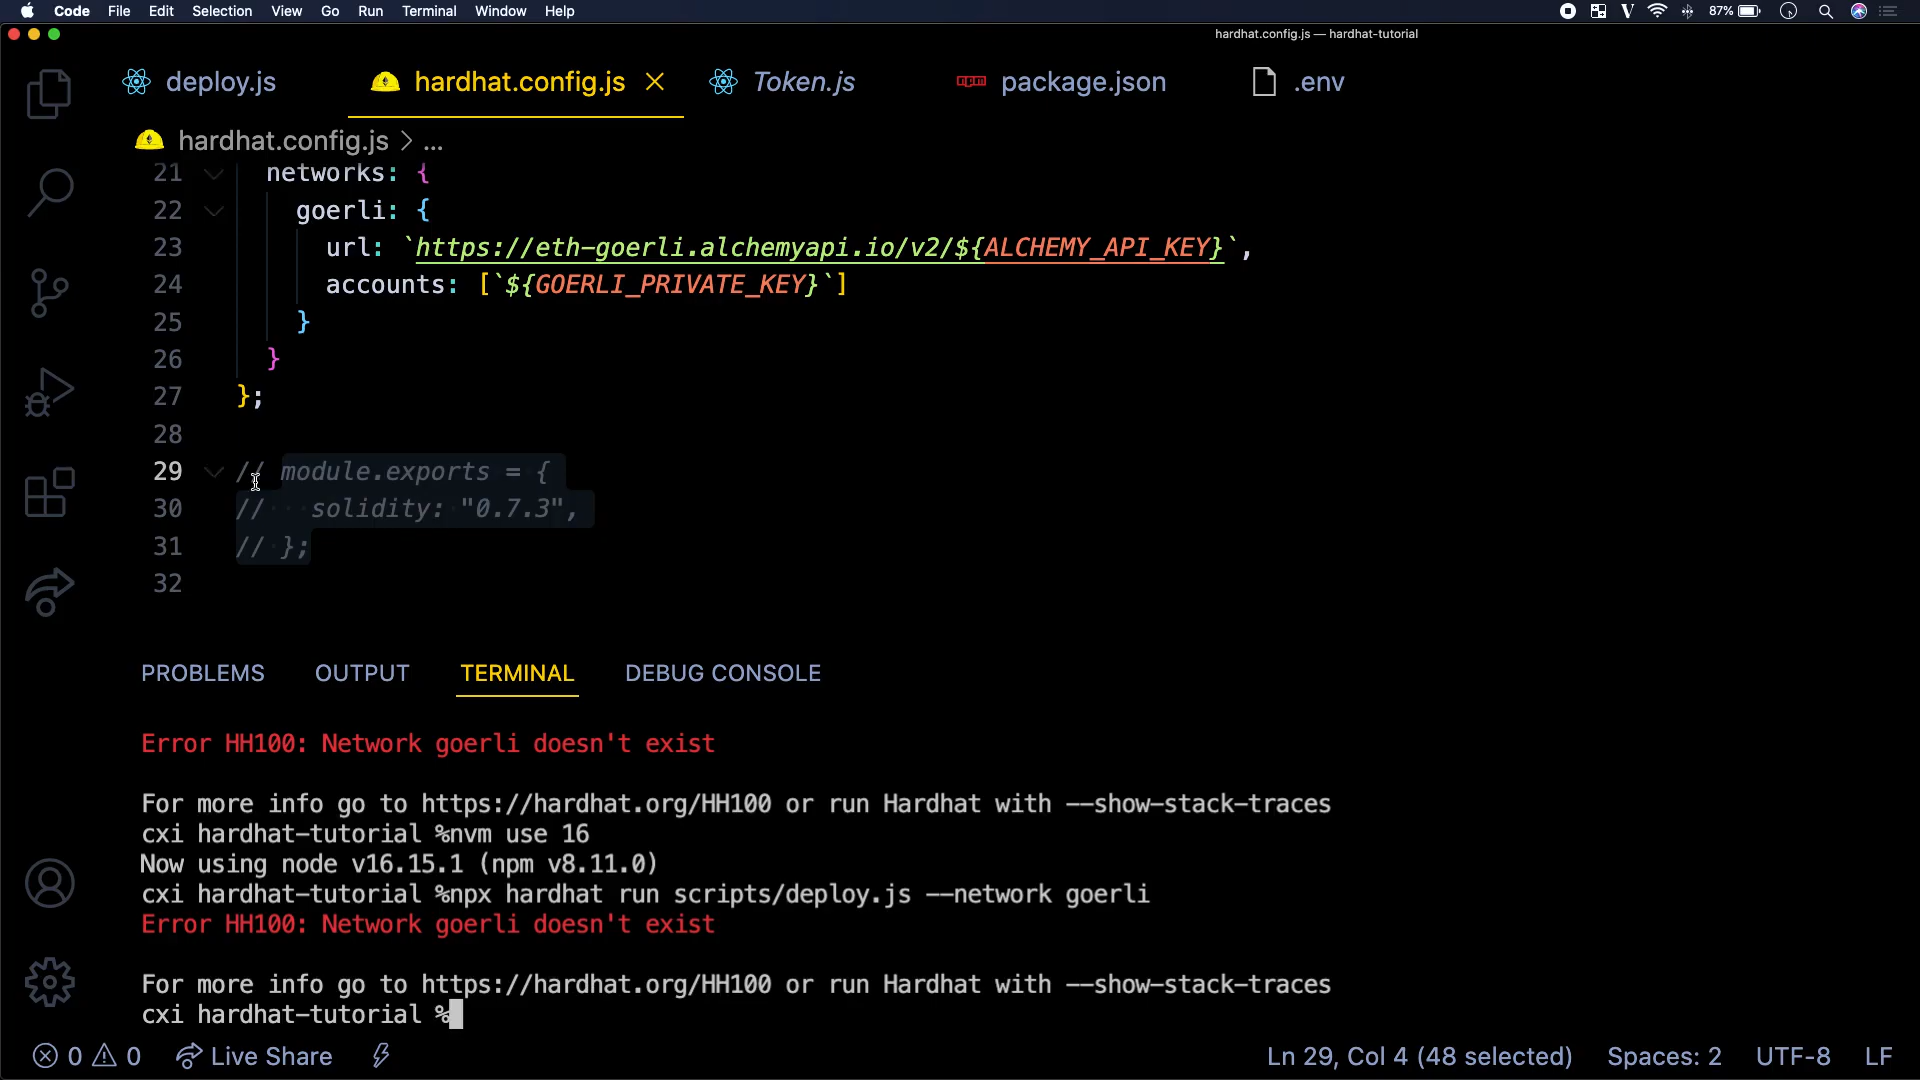 Code File Edit Selection View Go Run Terminal Window Help
87%
hardhat.config.js — hardhat-tutorial
deploy.js hardhat.config.js Token.js package.json .env
hardhat.config.js > ...
21 networks: {
22 goerli: {
23 url: `https://eth-goerli.alchemyapi.io/v2/${ALCHEMY_API_KEY}`,
24 accounts: [`${GOERLI_PRIVATE_KEY}`]
25 }
26 }
27 };
28
29 // module.exports = {
30 // solidity: "0.7.3",
31 // };
32
PROBLEMS OUTPUT TERMINAL DEBUG CONSOLE
Error HH100: Network goerli doesn't exist
For more info go to https://hardhat.org/HH100 or run Hardhat with --show-stack-traces
cxi hardhat-tutorial %nvm use 16
Now using node v16.15.1 (npm v8.11.0)
cxi hardhat-tutorial %npx hardhat run scripts/deploy.js --network goerli
Error HH100: Network goerli doesn't exist
For more info go to https://hardhat.org/HH100 or run Hardhat with --show-stack-traces
cxi hardhat-tutorial %
0 0 Live Share Ln 29, Col 4 (48 selected) Spaces: 2 UTF-8 LF